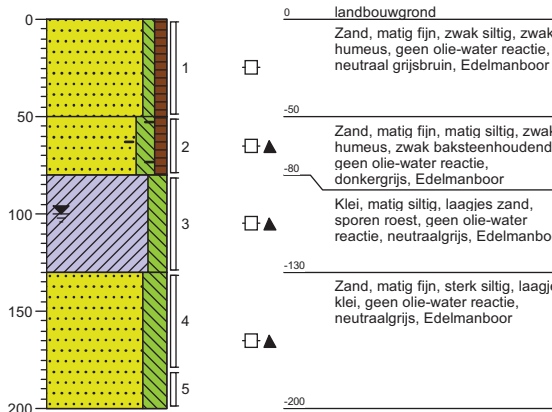 0
50
100
150
200
1
2
3
4
5
0 landbouwgrond
Zand, matig fijn, zwak siltig, zwak
humeus, geen olie-water reactie,
neutraal grijsbruin, Edelmanboor
-50
Zand, matig fijn, matig siltig, zwak
humeus, zwak baksteenhoudend,
geen olie-water reactie,
donkergrijs, Edelmanboor
-80
Klei, matig siltig, laagjes zand,
sporen roest, geen olie-water
reactie, neutraalgrijs, Edelmanboo
-130
Zand, matig fijn, sterk siltig, laagje
klei, geen olie-water reactie,
neutraalgrijs, Edelmanboor
-200